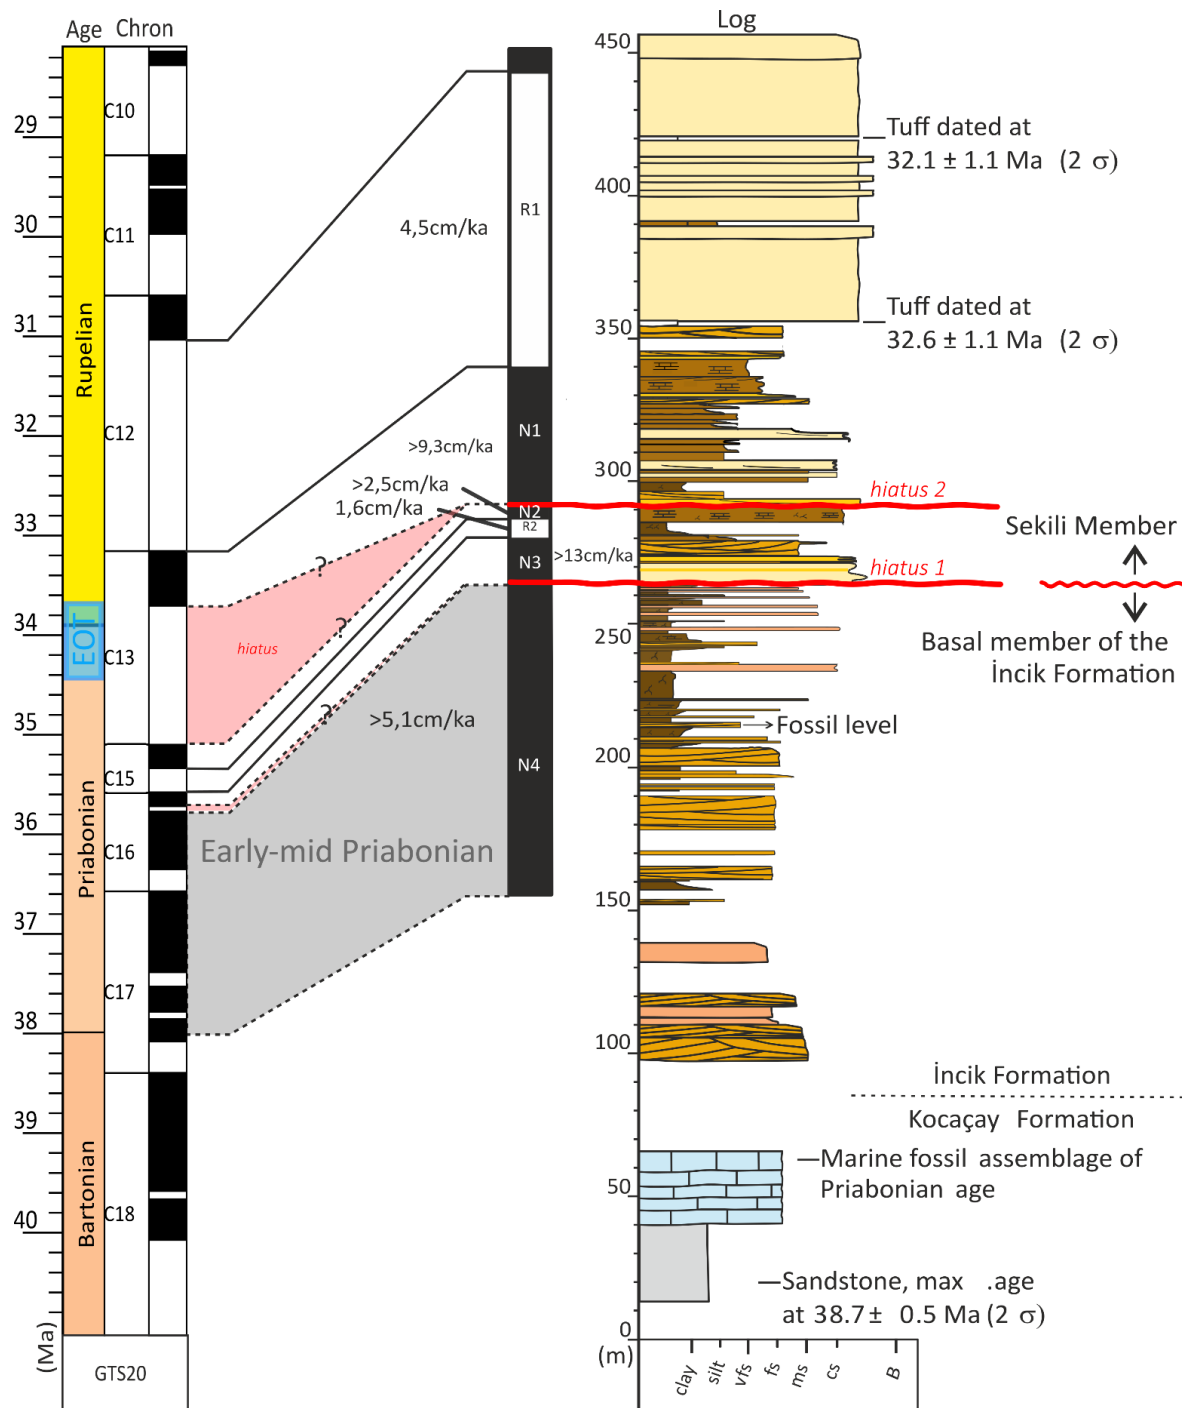 Age Chron
Log
450
400
350
300
250
200
150
100
50
0
(m)
29
30
31
32
33
34
35
36
37
38
39
40
(Ma)
Rupelian
EOT
Priabonian
Bartonian
C10
C11
C12
C13
C15
C16
C17
C18
GTS20
4,5cm/ka
>9,3cm/ka
>2,5cm/ka
1,6cm/ka
>13cm/ka
>5,1cm/ka
?
?
?
hiatus
Early-mid Priabonian
R1
N1
N2
R2
N3
N4
Tuff dated at
32.1 ± 1.1 Ma (2 σ)
Tuff dated at
32.6 ± 1.1 Ma (2 σ)
hiatus 2
Sekili Member
hiatus 1
Basal member of the
İncik Formation
Fossil level
İncik Formation
Kocaçay Formation
Marine fossil assemblage of
Priabonian age
Sandstone, max .age
at 38.7 ± 0.5 Ma (2 σ)
clay
silt
vfs
fs
ms
cs
B